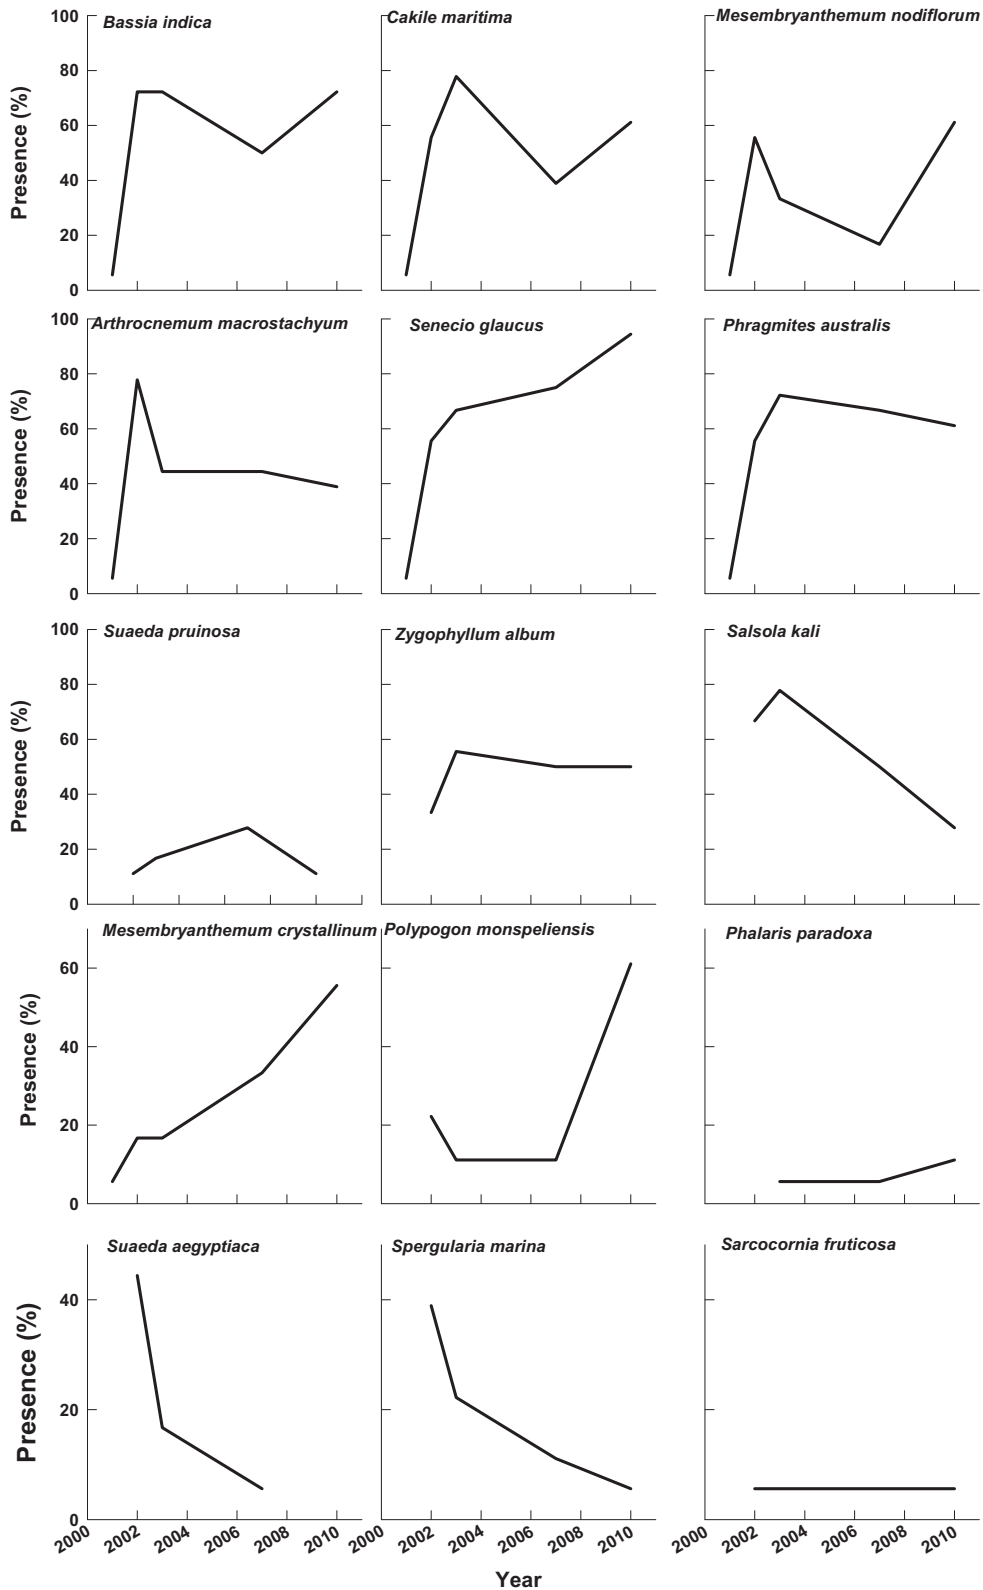 Bassia indica
Cakile maritima
Mesembryanthemum nodiflorum
100
80
60
40
20
0
Presence (%)
Arthrocnemum macrostachyum
Senecio glaucus
Phragmites australis
100
80
60
40
20
0
Presence (%)
Suaeda pruinosa
Zygophyllum album
Salsola kali
100
80
60
40
20
0
Presence (%)
Mesembryanthemum crystallinum
Polypogon monspeliensis
Phalaris paradoxa
60
40
20
0
Presence (%)
Suaeda aegyptiaca
Spergularia marina
Sarcocornia fruticosa
40
20
0
Presence (%)
2000 2002 2004 2006 2008 2010
2000 2002 2004 2006 2008 2010
2000 2002 2004 2006 2008 2010
Year